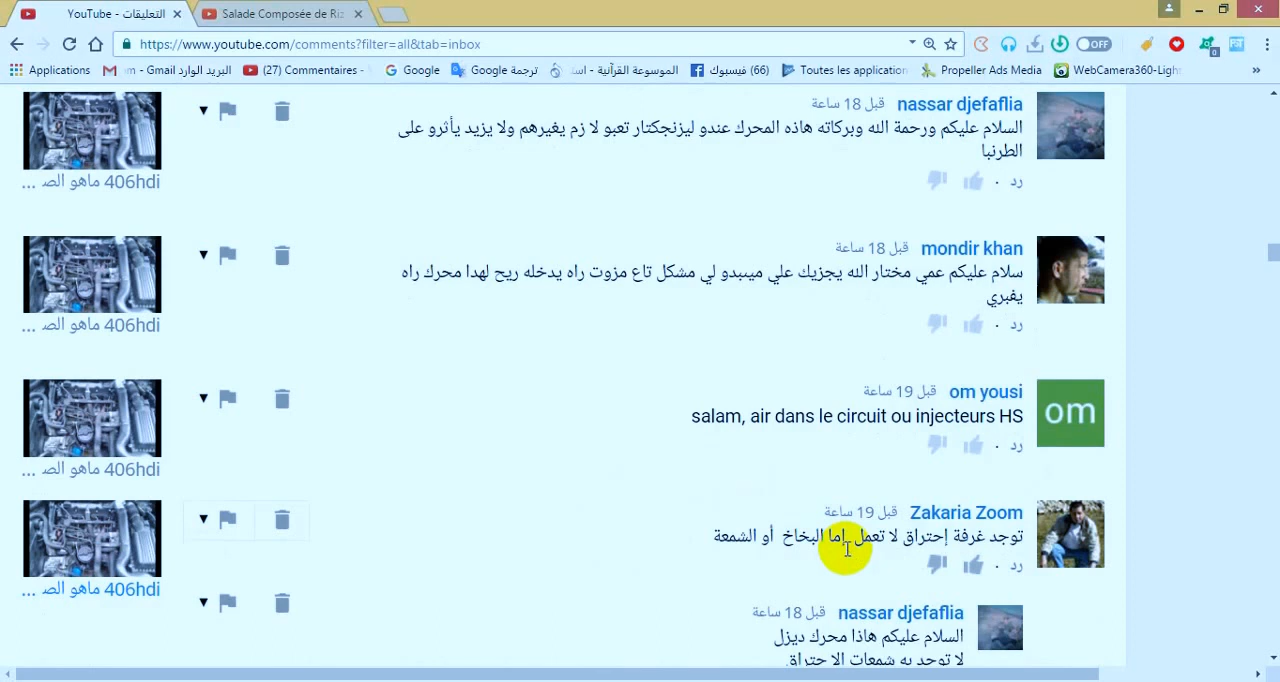 YouTube - التعليقات
Salade Composée de Riz
https://www.youtube.com/comments?filter=all&tab=inbox
OFF
0
Applications
البريد الوارد - Gmail - m
(27) Commentaires -
Google
ترجمة Google
الموسوعة القرآنية -
(66) فيسبوك
Toutes les application
Propeller Ads Media
WebCamera360-Ligh
»
nassar djefaflia قبل 18 ساعة
السلام عليكم ورحمة الله وبركاته هاذه المحرك عندو ليزنجكتار تعبو لا زم يغيرهم ولا يزيد يأثرو على
الطرنبا
رد
406hdi ماهو الص ...
mondir khan قبل 18 ساعة
سلام عليكم عمي مختار الله يجزيك علي ميبدو لي مشكل تاع مزوت راه يدخله ريح لهدا محرك راه
يفبري
رد
406hdi ماهو الص ...
om yousi قبل 19 ساعة
om
salam, air dans le circuit ou injecteurs HS
رد
406hdi ماهو الص ...
Zakaria Zoom قبل 19 ساعة
توجد غرفة إحتراق لا تعمل إما البخاخ أو الشمعة
رد
406hdi ماهو الص ...
nassar djefaflia قبل 18 ساعة
السلام عليكم هاذا محرك ديزل
لا توجد به شمعات الاحتراق